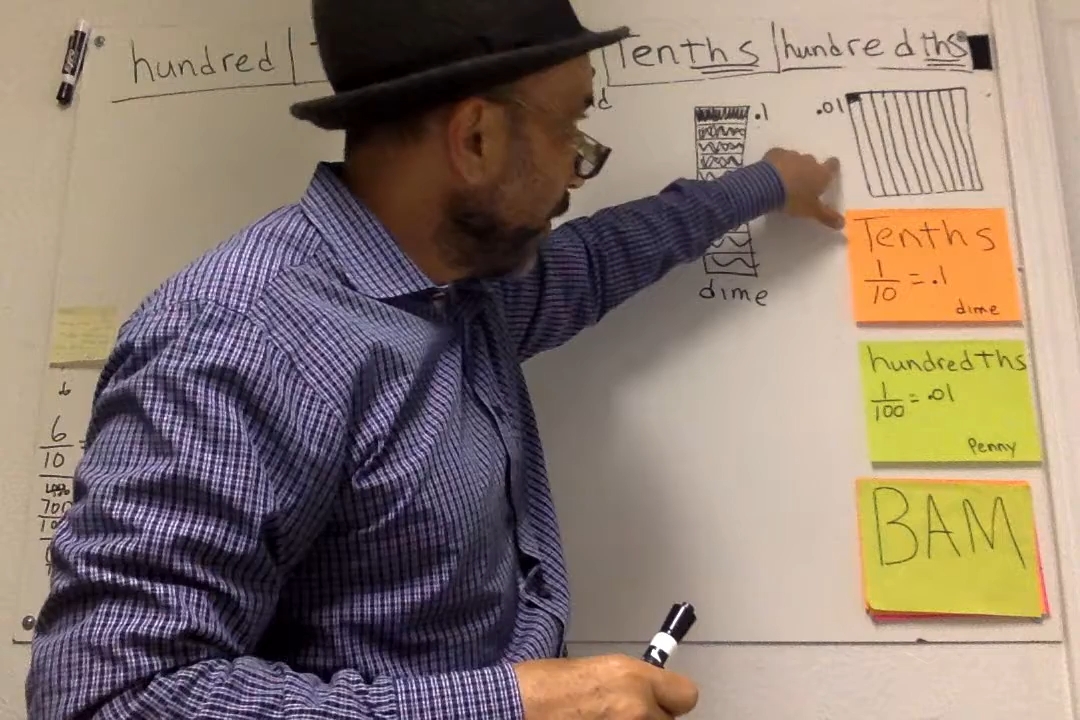 hundred Tenths hundredths
.1
.01
dime
Tenths
1/10 = .1
dime
hundredths
1/100 = .01
Penny
BAM
6/10
700